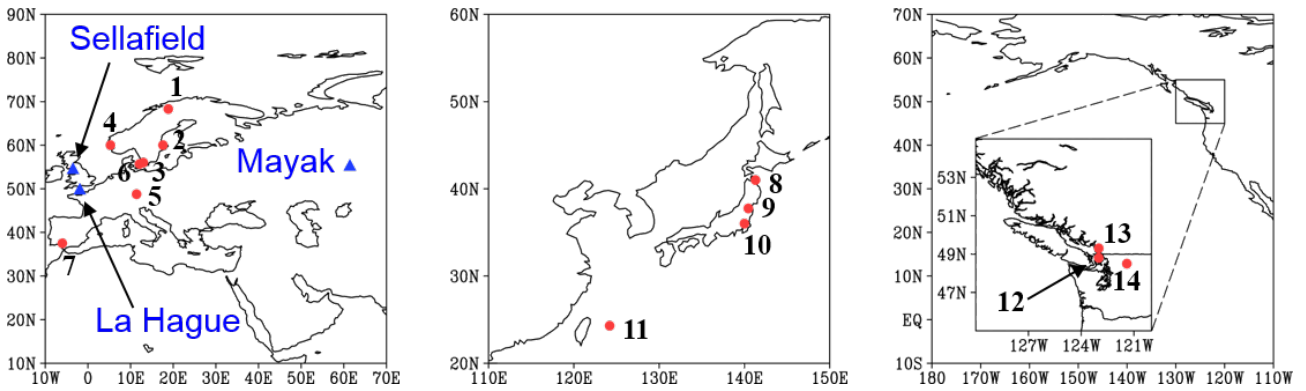 90N
80N
70N
60N
50N
40N
30N
20N
10N
10W 0 10E 20E 30E 40E 50E 60E 70E
Sellafield
1
4
2
6 3
Mayak
5
7
La Hague
60N
50N
40N
30N
20N
110E 120E 130E 140E 150E
8
9
10
11
70N
60N
50N
40N
30N
20N
10N
EQ
10S
180 170W 160W 150W 140W 130W 120W 110W
53N
51N
49N
47N
127W 124W 121W
13
12
14